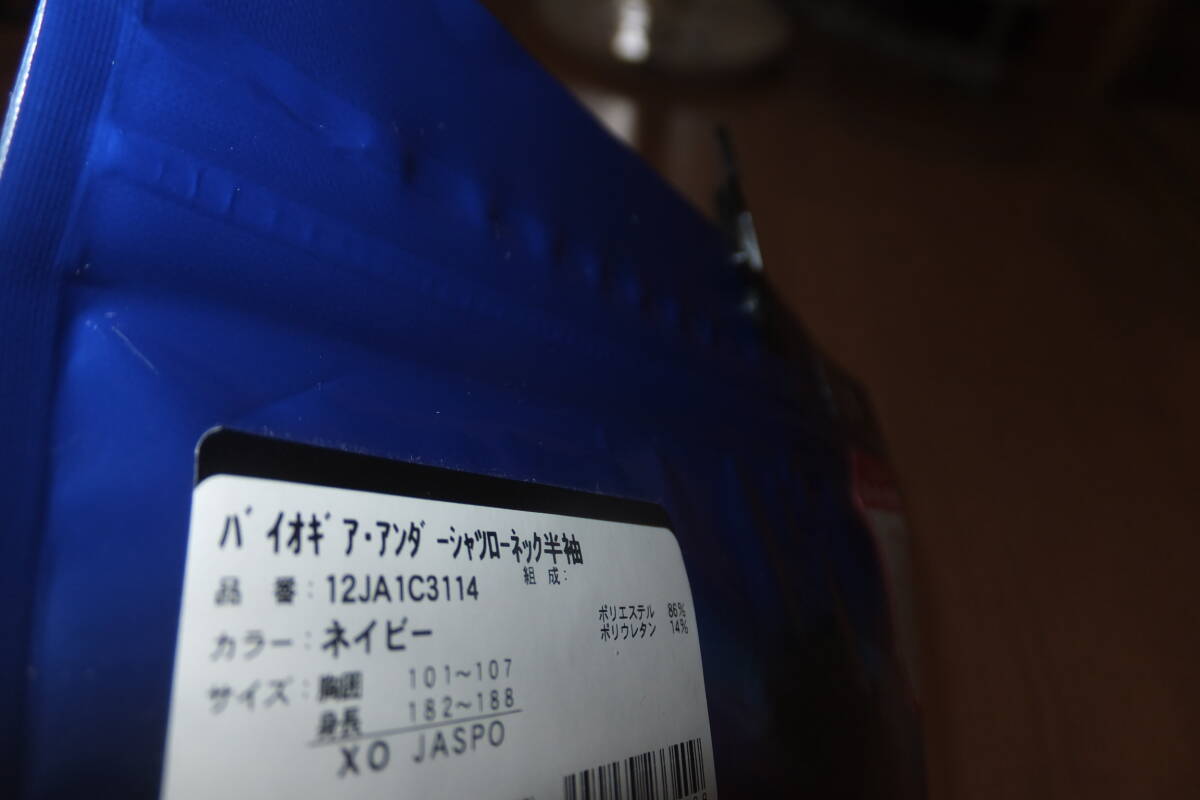 ﾊﾞｲｵｷﾞｱ・ｱﾝﾀﾞｰｼｬﾂﾛｰﾈｯｸ半袖
品 番：12JA1C3114
組 成：
ポリエステル 86%
ポリウレタン 14%
カラー：ネイビー
サイズ：胸囲 101～107
身長 182～188
XO JASPO